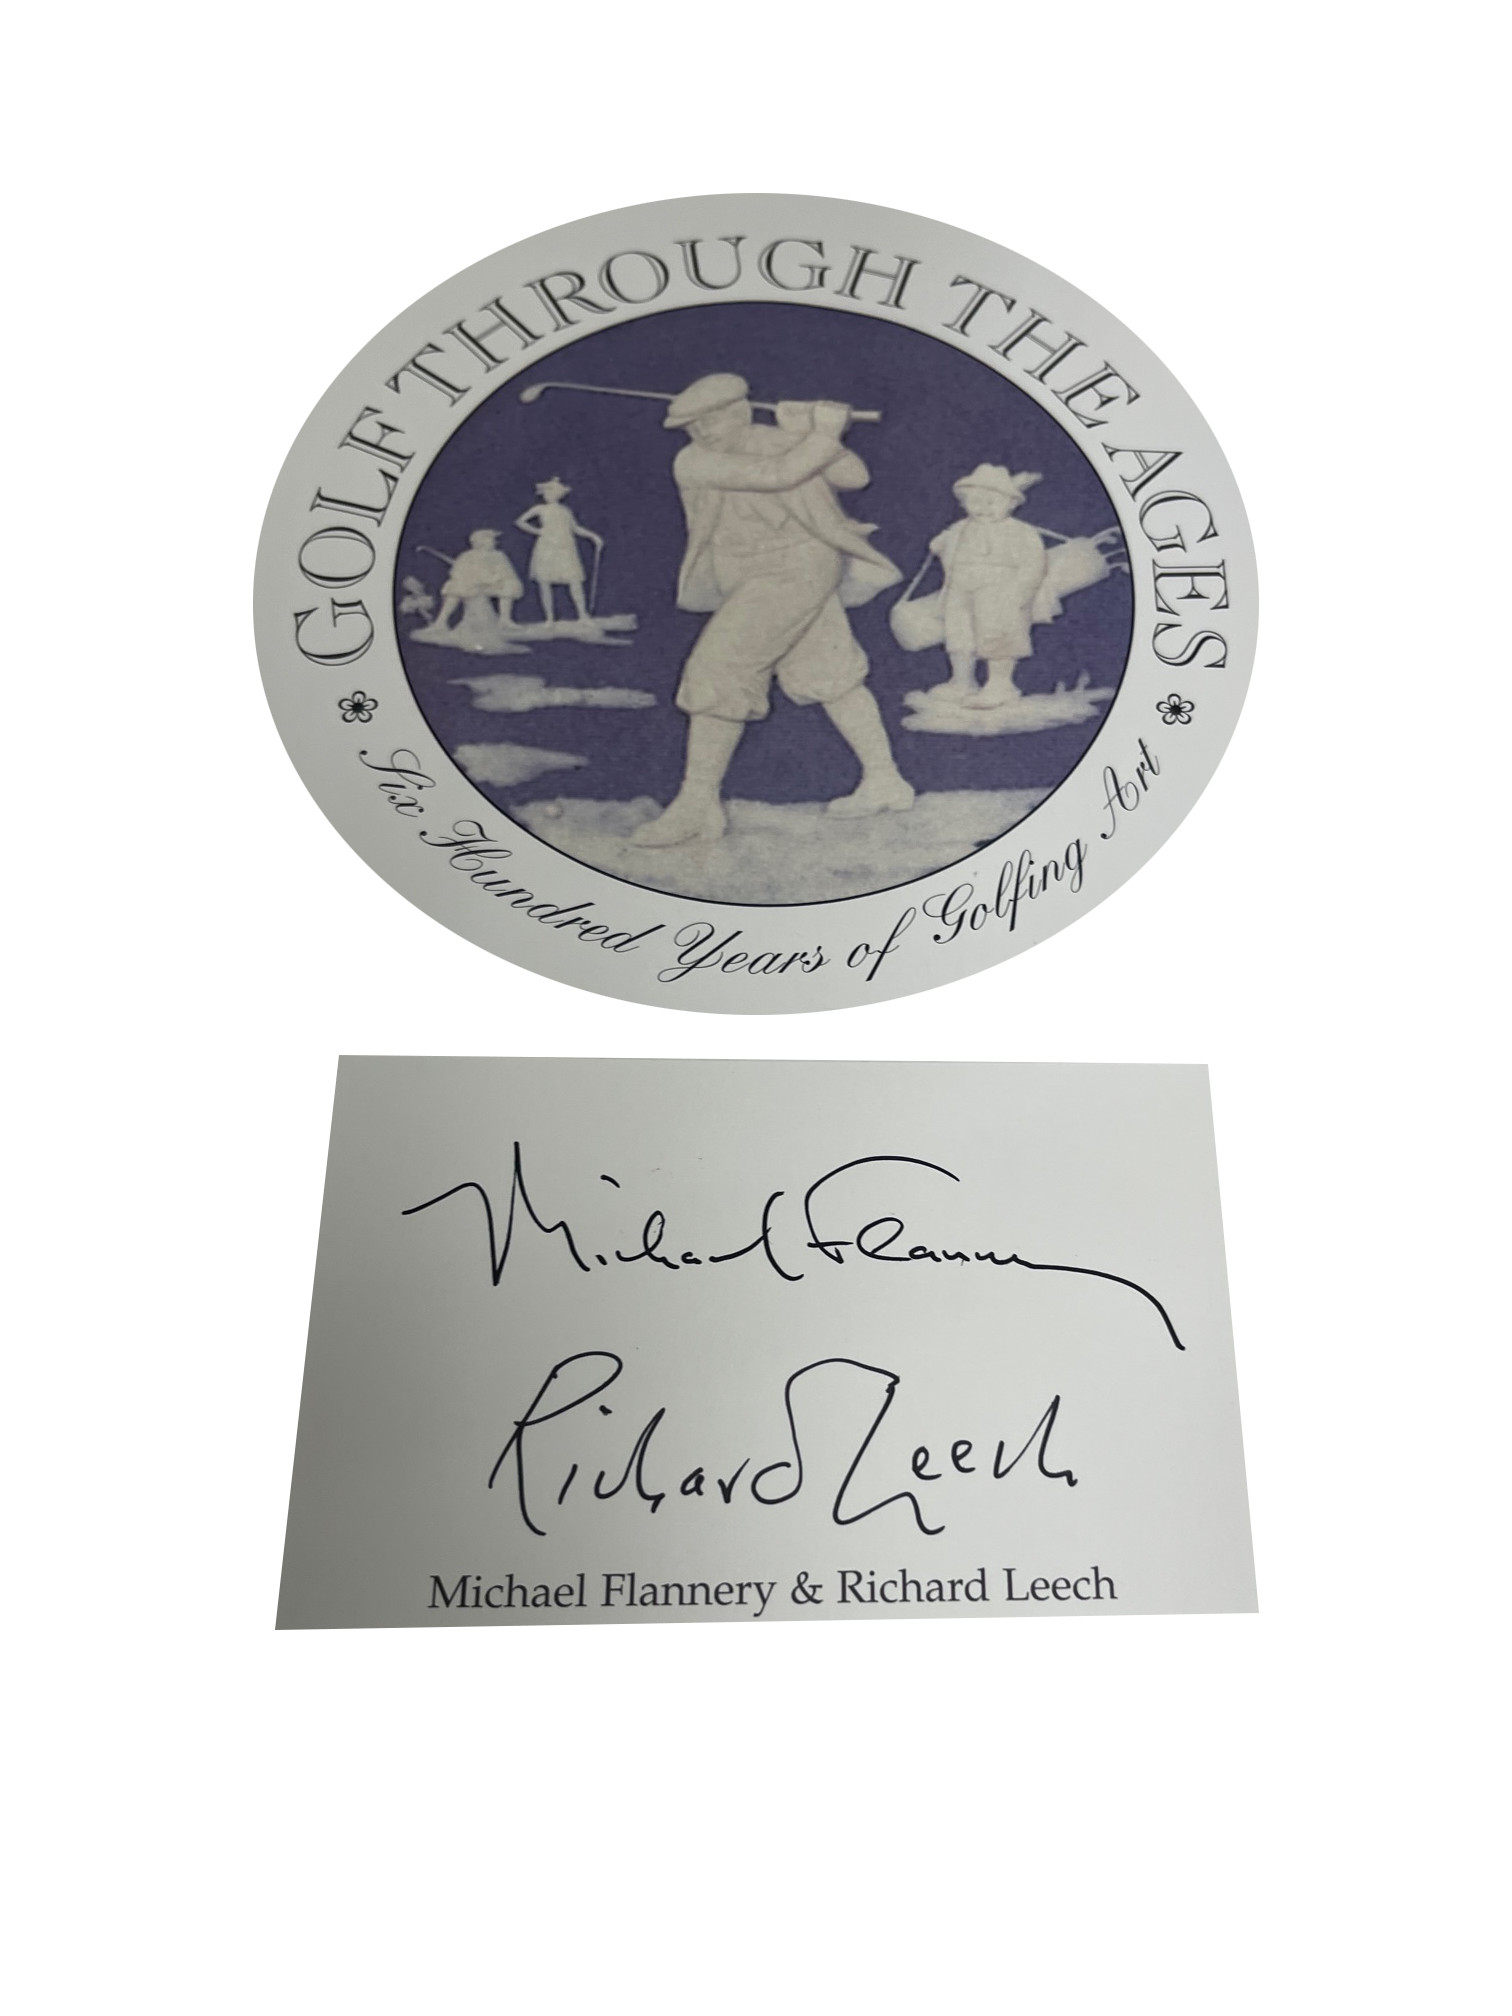 GOLF THROUGH THE AGES
Six Hundred Years of Golfing Art
Michael Flannery
Richard Leech
Michael Flannery & Richard Leech